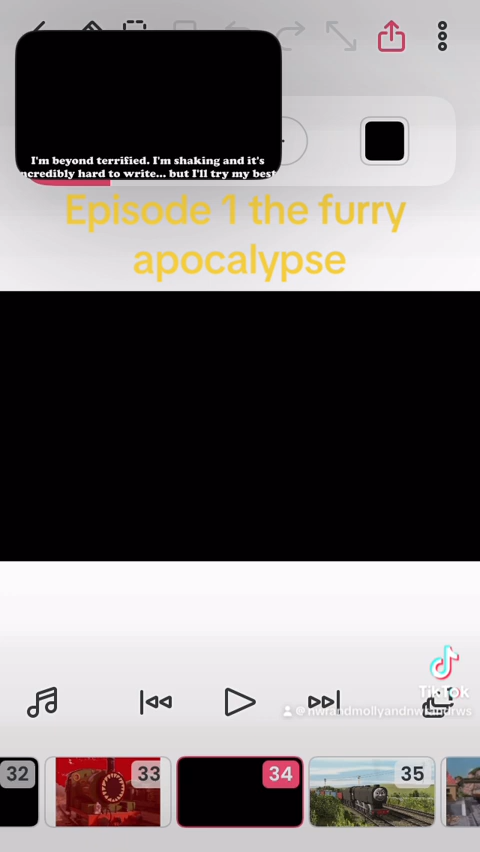 I'm beyond terrified. I'm shaking and it's
ncredibly hard to write... but I'll try my best
Episode 1 the furry
apocalypse
TikTok
@nwrandmollyandnwrandrws
32
33
34
35